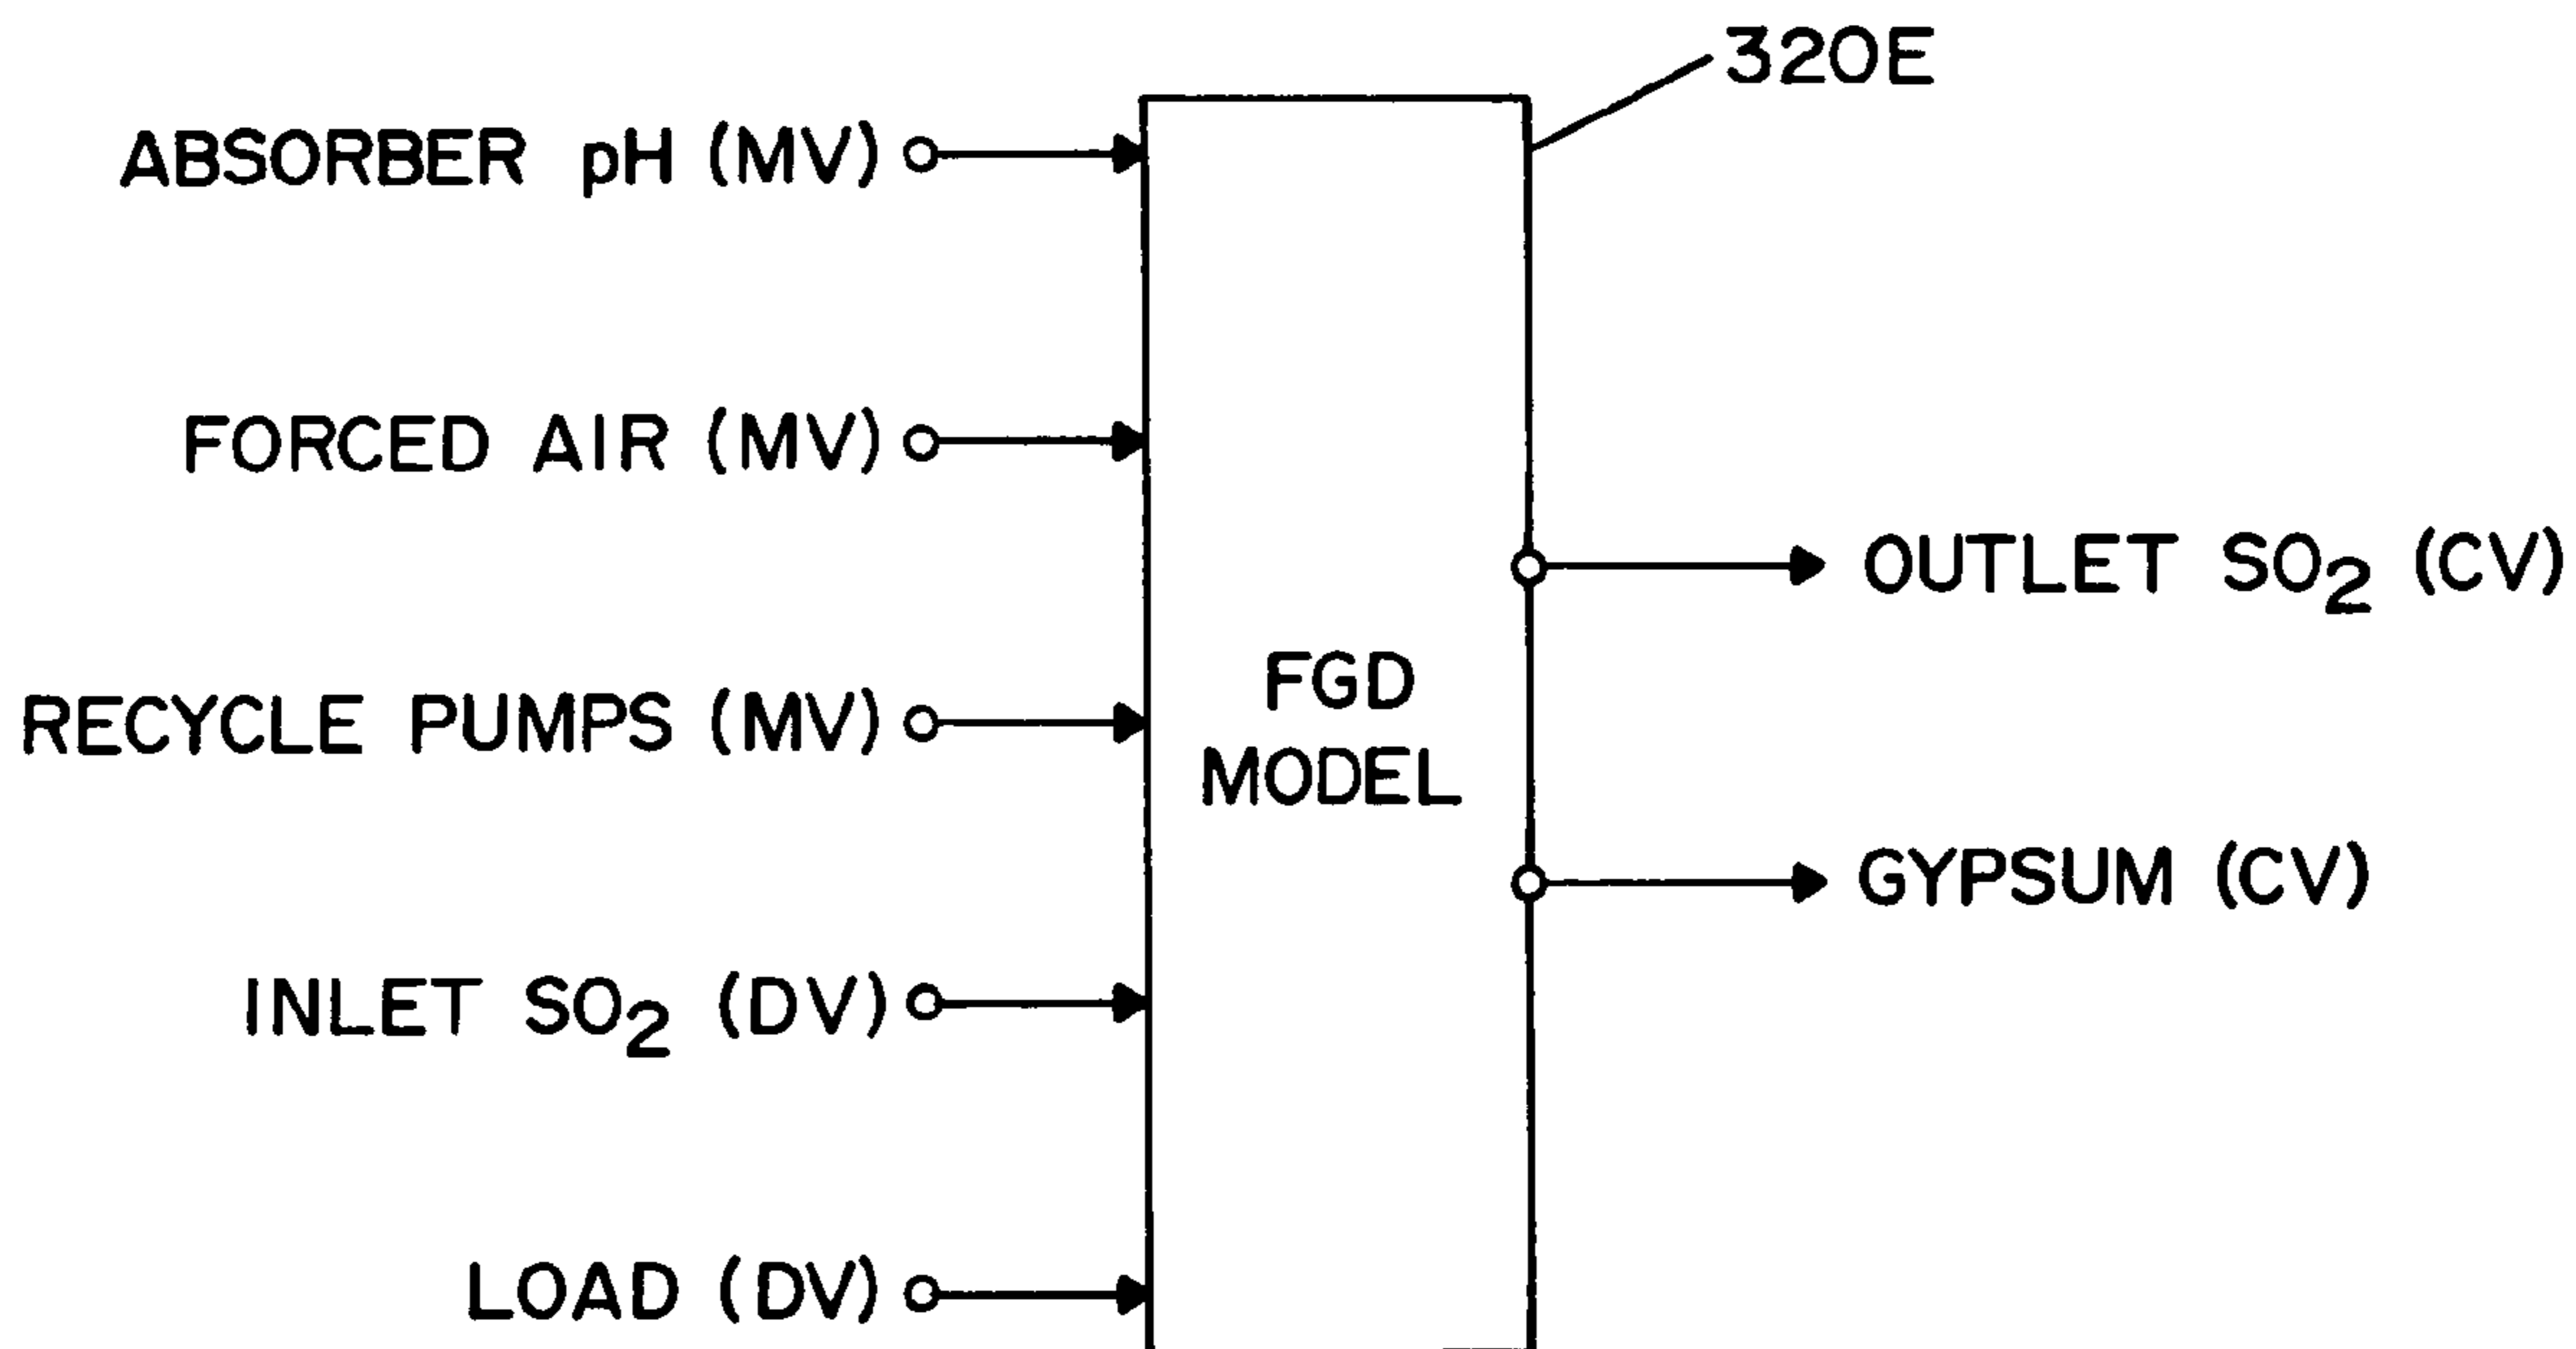 320E
ABSORBER pH (MV)
FORCED AIR (MV)
RECYCLE PUMPS (MV)
INLET SO₂ (DV)
LOAD (DV)
FGD
MODEL
OUTLET SO₂ (CV)
GYPSUM (CV)